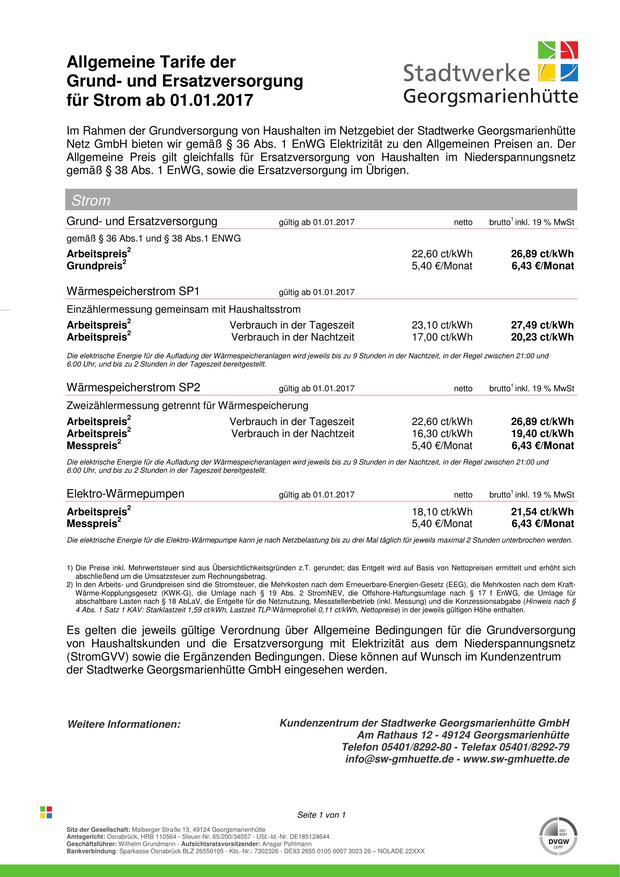 Allgemeine Tarife der
Grund- und Ersatzversorgung
für Strom ab 01.01.2017
Stadtwerke
Georgsmarienhütte
Im Rahmen der Grundversorgung von Haushalten im Netzgebiet der Stadtwerke Georgsmarienhütte
Netz GmbH bieten wir gemäß § 36 Abs. 1 EnWG Elektrizität zu den Allgemeinen Preisen an. Der
Allgemeine Preis gilt gleichfalls für Ersatzversorgung von Haushalten im Niederspannungsnetz
gemäß § 38 Abs. 1 EnWG, sowie die Ersatzversorgung im Übrigen.
Strom
Grund- und Ersatzversorgung gültig ab 01.01.2017 netto brutto1 inkl. 19 % MwSt
gemäß § 36 Abs.1 und § 38 Abs.1 ENWG
Arbeitspreis2 22,60 ct/kWh 26,89 ct/kWh
Grundpreis2 5,40 €/Monat 6,43 €/Monat
Wärmespeicherstrom SP1 gültig ab 01.01.2017
Einzählermessung gemeinsam mit Haushaltsstrom
Arbeitspreis2 Verbrauch in der Tageszeit 23,10 ct/kWh 27,49 ct/kWh
Arbeitspreis2 Verbrauch in der Nachtzeit 17,00 ct/kWh 20,23 ct/kWh
Die elektrische Energie für die Aufladung der Wärmespeicheranlagen wird jeweils bis zu 9 Stunden in der Nachtzeit, in der Regel zwischen 21:00 und
6:00 Uhr, und bis zu 2 Stunden in der Tageszeit bereitgestellt.
Wärmespeicherstrom SP2 gültig ab 01.01.2017 netto brutto1 inkl. 19 % MwSt
Zweizählermessung getrennt für Wärmespeicherung
Arbeitspreis2 Verbrauch in der Tageszeit 22,60 ct/kWh 26,89 ct/kWh
Arbeitspreis2 Verbrauch in der Nachtzeit 16,30 ct/kWh 19,40 ct/kWh
Messpreis2 5,40 €/Monat 6,43 €/Monat
Die elektrische Energie für die Aufladung der Wärmespeicheranlagen wird jeweils bis zu 9 Stunden in der Nachtzeit, in der Regel zwischen 21:00 und
6:00 Uhr, und bis zu 2 Stunden in der Tageszeit bereitgestellt.
Elektro-Wärmepumpen gültig ab 01.01.2017 netto brutto1 inkl. 19 % MwSt
Arbeitspreis2 18,10 ct/kWh 21,54 ct/kWh
Messpreis2 5,40 €/Monat 6,43 €/Monat
Die elektrische Energie für die Elektro-Wärmepumpe kann je nach Netzbelastung bis zu drei Mal täglich für jeweils maximal 2 Stunden unterbrochen werden.
1) Die Preise inkl. Mehrwertsteuer sind aus Übersichtlichkeitsgründen z.T. gerundet; das Entgelt wird auf Basis von Nettopreisen ermittelt und erhöht sich
abschließend um die Umsatzsteuer zum Rechnungsbetrag.
2) In den Arbeits- und Grundpreisen sind die Stromsteuer, die Mehrkosten nach dem Erneuerbare-Energien-Gesetz (EEG), die Mehrkosten nach dem Kraft-
Wärme-Kopplungsgesetz (KWK-G), die Umlage nach § 19 Abs. 2 StromNEV, die Offshore-Haftungsumlage nach § 17 f EnWG, die Umlage für
abschaltbare Lasten nach § 18 AbLaV, die Entgelte für die Netznutzung, Messstellenbetrieb (inkl. Messung) und die Konzessionsabgabe (Hinweis nach §
4 Abs. 1 Satz 1 KAV: Starklastzeit 1,59 ct/kWh, Lastzeit TLP-Wärmeprofil 0,11 ct/kWh, Nettopreise) in der jeweils gültigen Höhe enthalten.
Es gelten die jeweils gültige Verordnung über Allgemeine Bedingungen für die Grundversorgung
von Haushaltskunden und die Ersatzversorgung mit Elektrizität aus dem Niederspannungsnetz
(StromGVV) sowie die Ergänzenden Bedingungen. Diese können auf Wunsch im Kundenzentrum
der Stadtwerke Georgsmarienhütte GmbH eingesehen werden.
Weitere Informationen: Kundenzentrum der Stadtwerke Georgsmarienhütte GmbH
Am Rathaus 12 - 49124 Georgsmarienhütte
Telefon 05401/8292-80 - Telefax 05401/8292-79
info@sw-gmhuette.de - www.sw-gmhuette.de
Seite 1 von 1
Sitz der Gesellschaft: Malberger Straße 13, 49124 Georgsmarienhütte
Amtsgericht: Osnabrück, HRB 110564 - Steuer-Nr. 65/200/34057 - USt.-Id.-Nr. DE185124644
Geschäftsführer: Wilhelm Grundmann - Aufsichtsratsvorsitzender: Ansgar Pohlmann
Bankverbindung: Sparkasse Osnabrück BLZ 26550105 - Kto.-Nr.: 7302326 - DE93 2655 0105 0007 3023 26 – NOLADE 22XXX
ISO
9001
DVGW
CERT